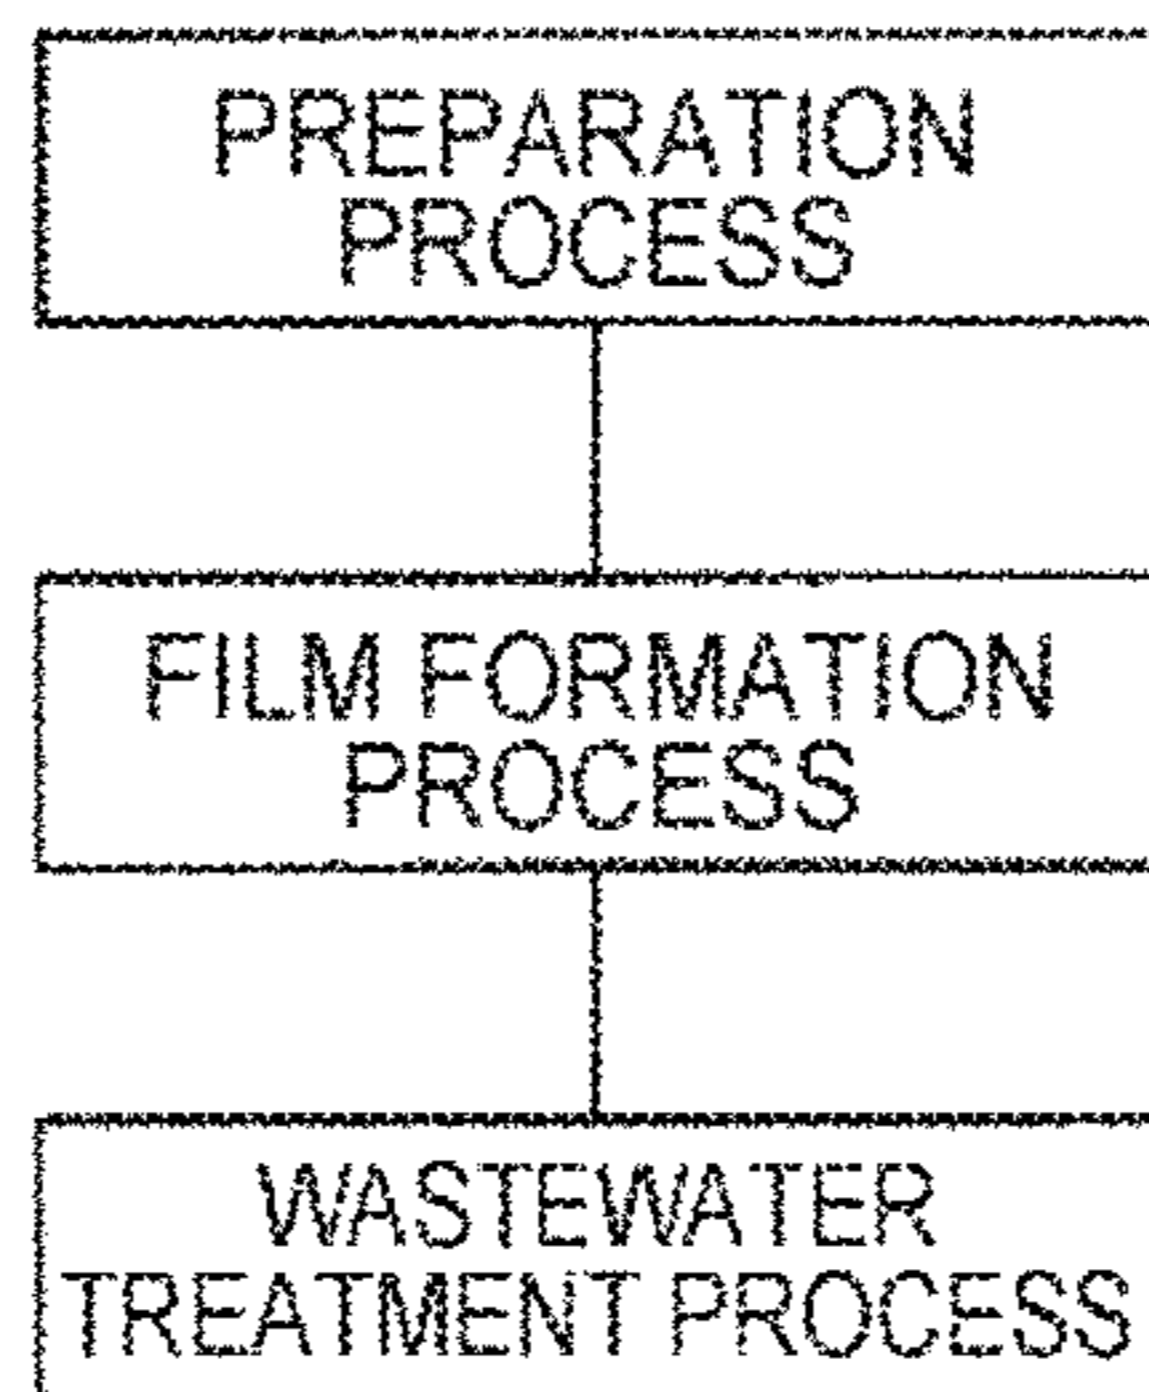 PREPARATION
PROCESS
FILM FORMATION
PROCESS
WASTEWATER
TREATMENT PROCESS